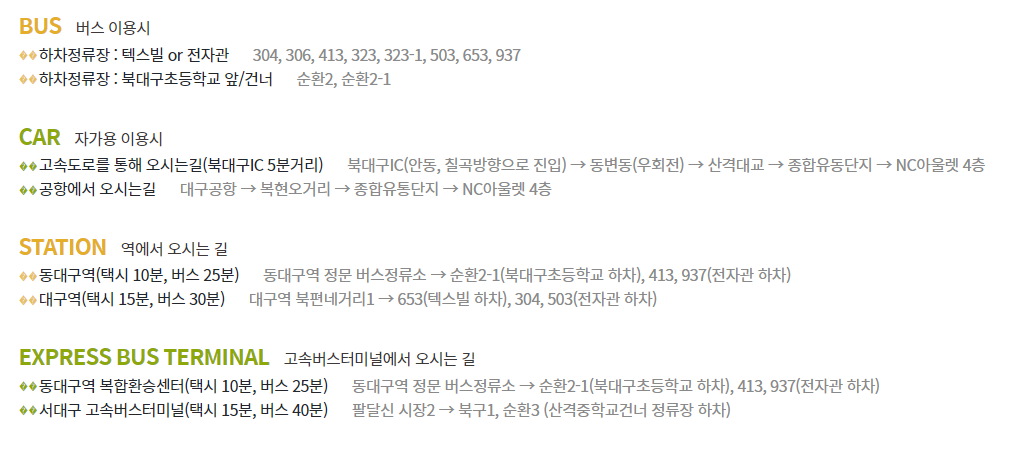 BUS 버스 이용시
��하차정류장 : 텍스빌 or 전자관 304, 306, 413, 323, 323-1, 503, 653, 937
��하차정류장 : 북대구초등학교 앞/건너 순환2, 순환2-1
CAR 자가용 이용시
��고속도로를 통해 오시는길(북대구IC 5분거리) 북대구IC(안동, 칠곡방향으로 진입) → 동변동(우회전) → 산격대교 → 종합유동단지 → NC아울렛 4층
��공항에서 오시는길 대구공항 → 복현오거리 → 종합유통단지 → NC아울렛 4층
STATION 역에서 오시는 길
��동대구역(택시 10분, 버스 25분) 동대구역 정문 버스정류소 → 순환2-1(북대구초등학교 하차), 413, 937(전자관 하차)
��대구역(택시 15분, 버스 30분) 대구역 북편네거리1 → 653(텍스빌 하차), 304, 503(전자관 하차)
EXPRESS BUS TERMINAL 고속버스터미널에서 오시는 길
��동대구역 복합환승센터(택시 10분, 버스 25분) 동대구역 정문 버스정류소 → 순환2-1(북대구초등학교 하차), 413, 937(전자관 하차)
��서대구 고속버스터미널(택시 15분, 버스 40분) 팔달신 시장2 → 북구1, 순환3 (산격중학교건너 정류장 하차)